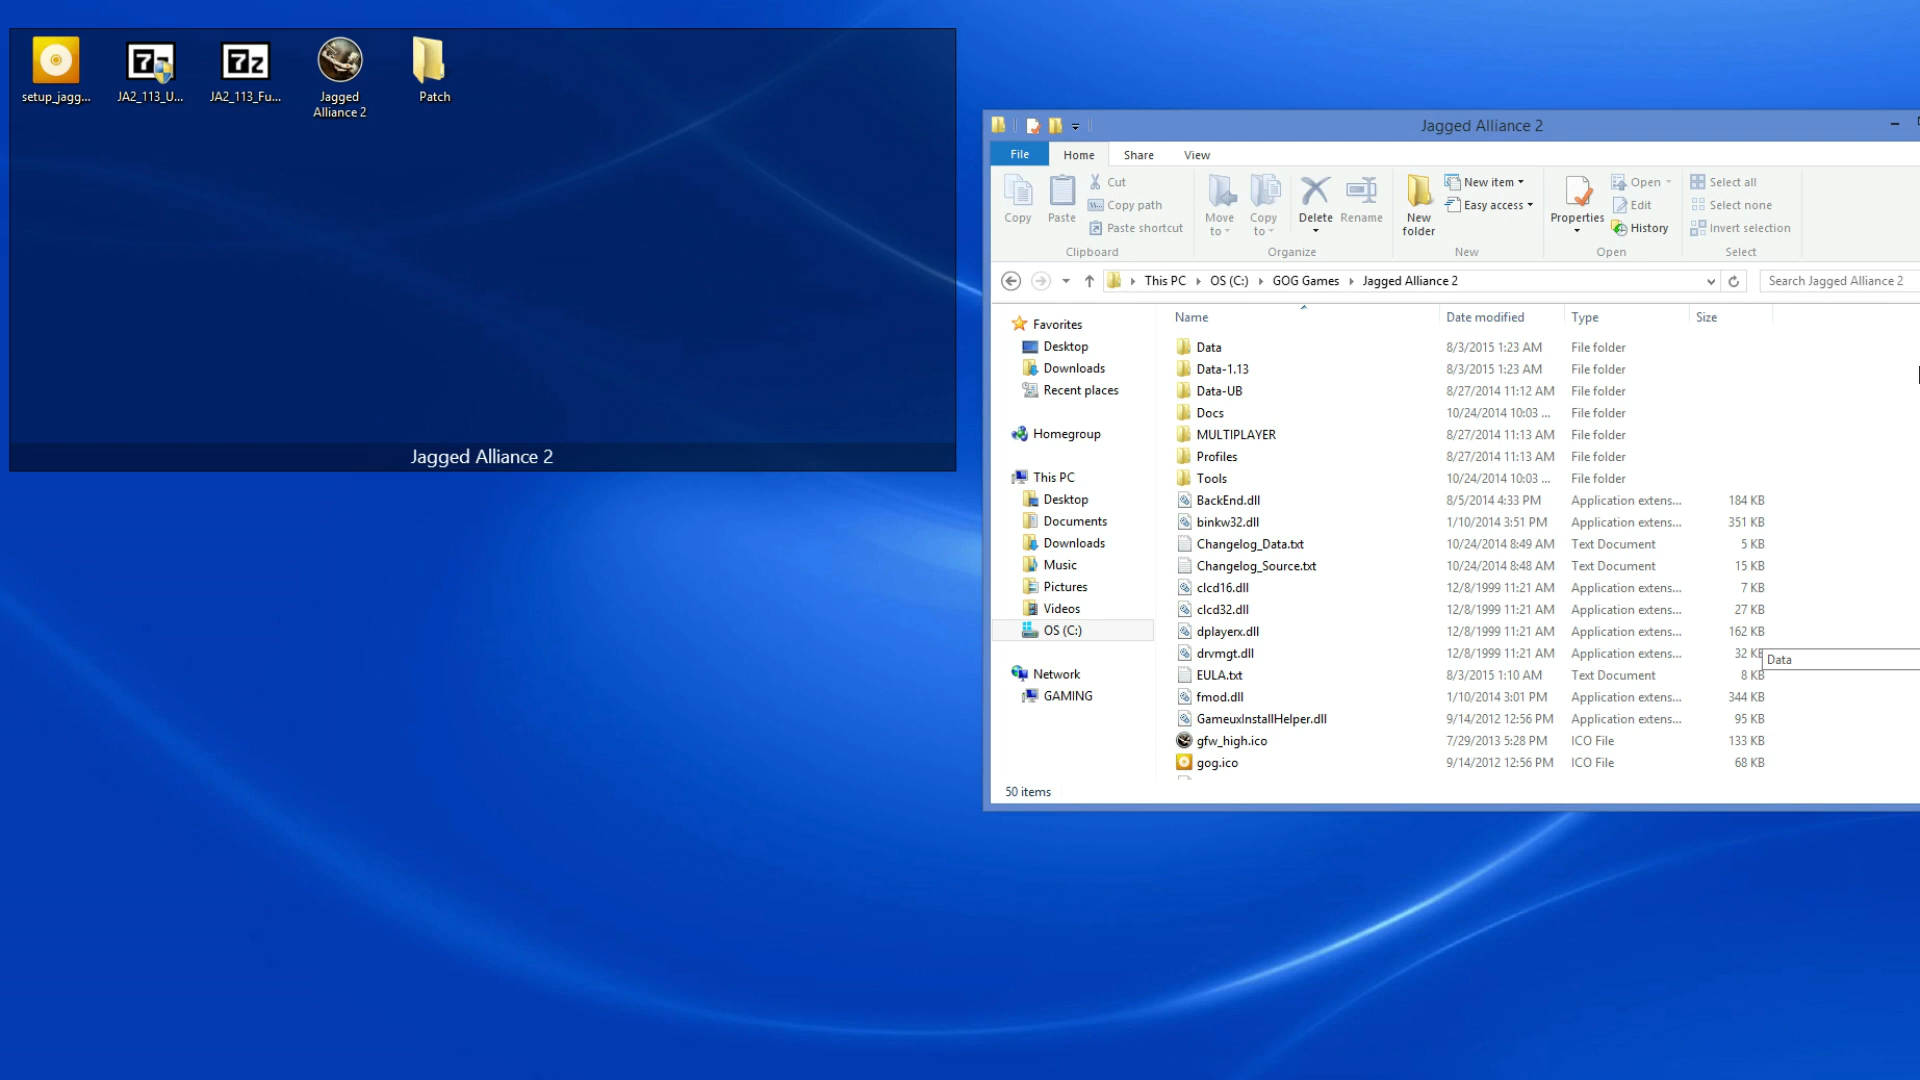 setup_jagg...
JA2_113_U...
JA2_113_Fu...
Jagged
Alliance 2
Patch
Jagged Alliance 2
Jagged Alliance 2
File
Home
Share
View
Copy
Paste
Cut
Copy path
Paste shortcut
Clipboard
Move
to
Copy
to
Delete
Rename
Organize
New
folder
New item
Easy access
New
Properties
Open
Edit
History
Open
Select all
Select none
Invert selection
Select
This PC
OS (C:)
GOG Games
Jagged Alliance 2
Search Jagged Alliance 2
Favorites
Desktop
Downloads
Recent places
Homegroup
This PC
Desktop
Documents
Downloads
Music
Pictures
Videos
OS (C:)
Network
GAMING
Name Date modified Type Size
Data 8/3/2015 1:23 AM File folder
Data-1.13 8/3/2015 1:23 AM File folder
Data-UB 8/27/2014 11:12 AM File folder
Docs 10/24/2014 10:03 ... File folder
MULTIPLAYER 8/27/2014 11:13 AM File folder
Profiles 8/27/2014 11:13 AM File folder
Tools 10/24/2014 10:03 ... File folder
BackEnd.dll 8/5/2014 4:33 PM Application extens... 184 KB
binkw32.dll 1/10/2014 3:51 PM Application extens... 351 KB
Changelog_Data.txt 10/24/2014 8:49 AM Text Document 5 KB
Changelog_Source.txt 10/24/2014 8:48 AM Text Document 15 KB
clcd16.dll 12/8/1999 11:21 AM Application extens... 7 KB
clcd32.dll 12/8/1999 11:21 AM Application extens... 27 KB
dplayerx.dll 12/8/1999 11:21 AM Application extens... 162 KB
drvmgt.dll 12/8/1999 11:21 AM Application extens... 32 KB
Data
EULA.txt 8/3/2015 1:10 AM Text Document 8 KB
fmod.dll 1/10/2014 3:01 PM Application extens... 344 KB
GameuxInstallHelper.dll 9/14/2012 12:56 PM Application extens... 95 KB
gfw_high.ico 7/29/2013 5:28 PM ICO File 133 KB
gog.ico 9/14/2012 12:56 PM ICO File 68 KB
50 items